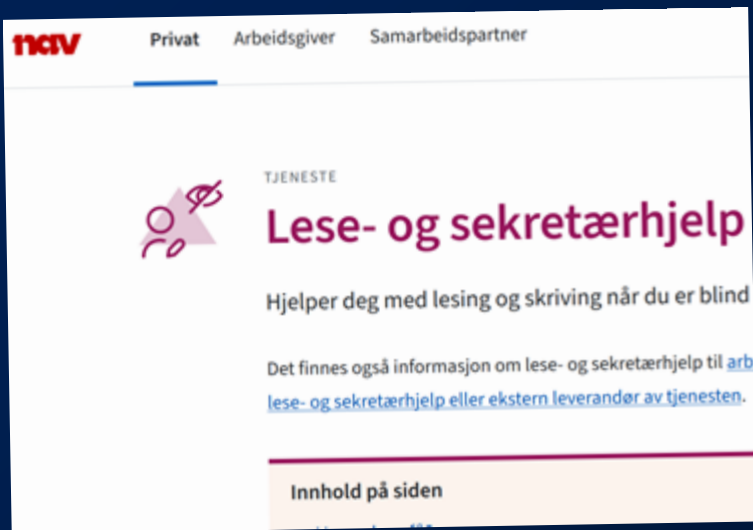 nav Privat Arbeidsgiver Samarbeidspartner
TJENESTE
Lese- og sekretærhjelp
Hjelper deg med lesing og skriving når du er blind
Det finnes også informasjon om lese- og sekretærhjelp til arb
lese- og sekretærhjelp eller ekstern leverandør av tjenesten.
Innhold på siden